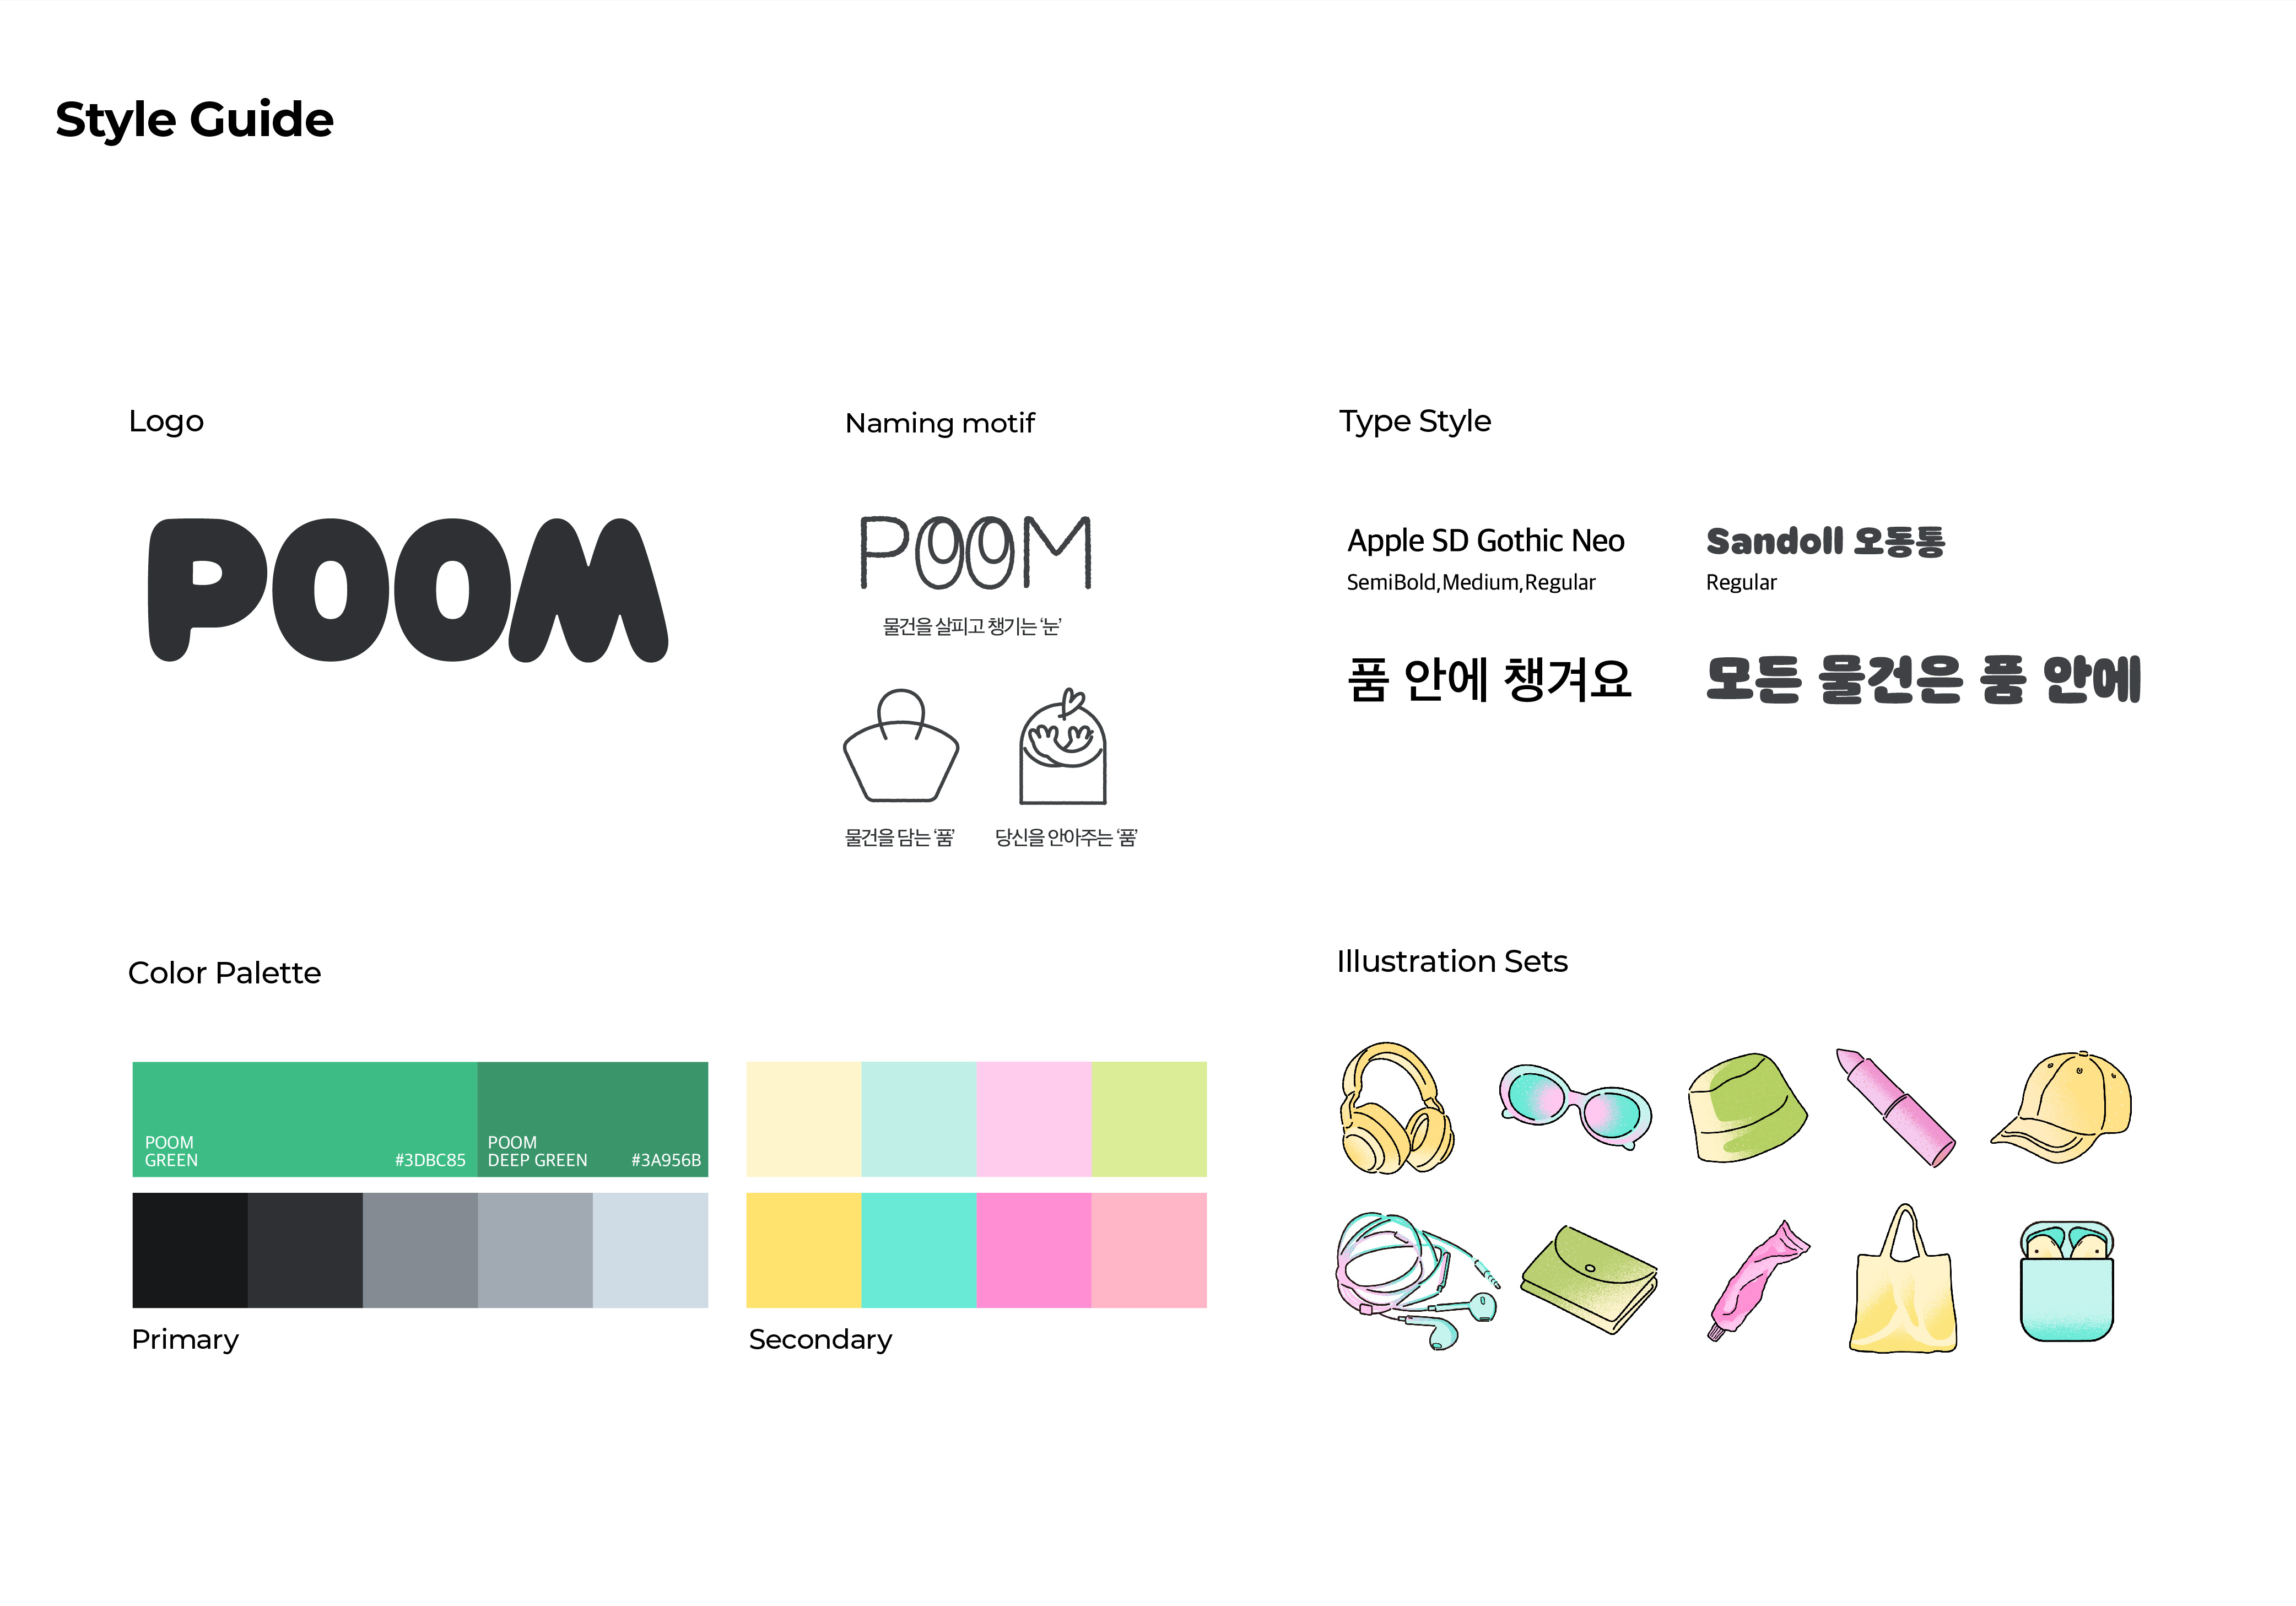 Style Guide
Logo
POOM
Naming motif
POOM
물건을 살피고 챙기는 ‘눈’
물건을 담는 ‘품’
당신을 안아주는 ‘품’
Type Style
Apple SD Gothic Neo
SemiBold,Medium,Regular
품 안에 챙겨요
Sandoll 오동통
Regular
모든 물건은 품 안에
Color Palette
POOM
GREEN
#3DBC85
POOM
DEEP GREEN
#3A956B
Primary
Secondary
Illustration Sets